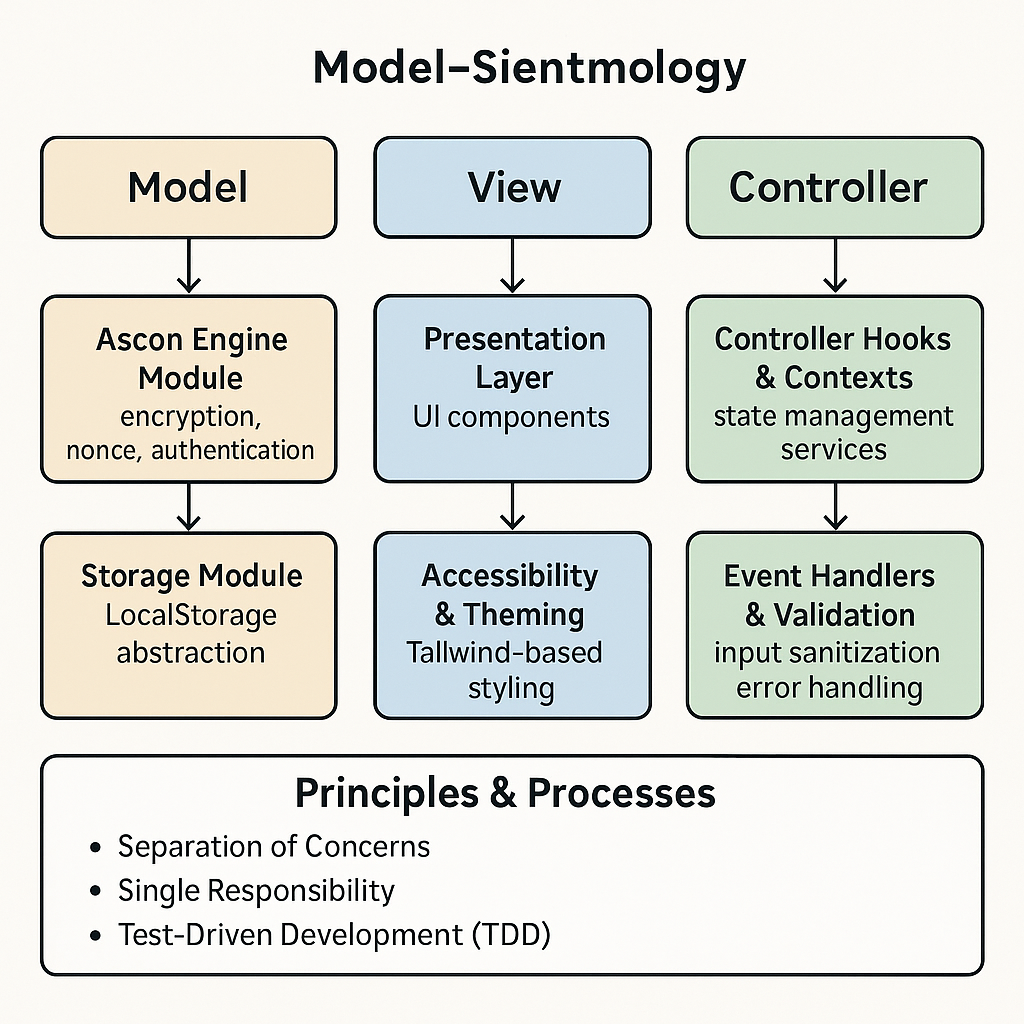 Model–Sientmology
Model
View
Controller
Ascon Engine
Module
encryption,
nonce, authentication
Presentation
Layer
UI components
Controller Hooks
& Contexts
state management
services
Storage Module
LocalStorage
abstraction
Accessibility
& Theming
Tallwind-based
styling
Event Handlers
& Validation
input sanitization
error handling
Principles & Processes
• Separation of Concerns
• Single Responsibility
• Test-Driven Development (TDD)